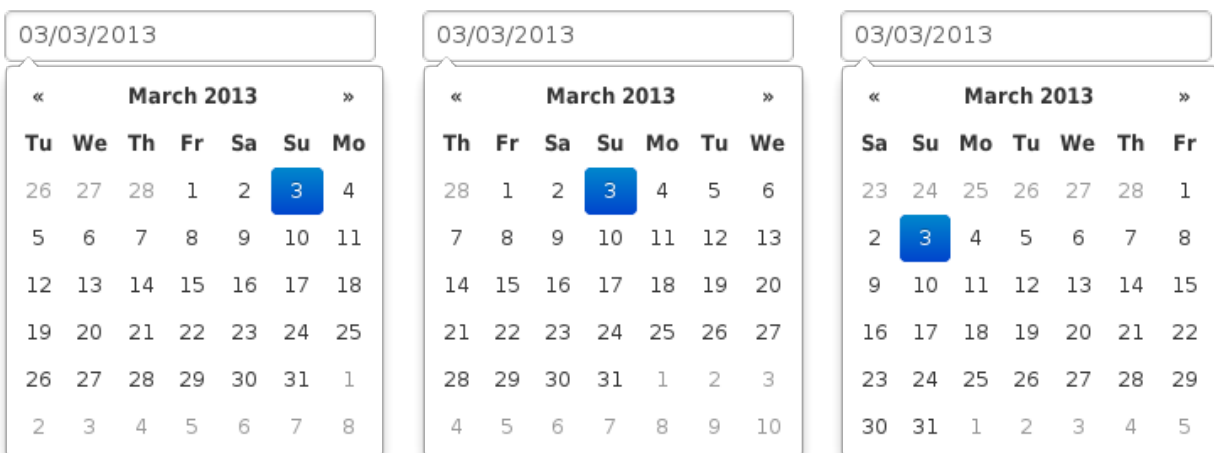 03/03/2013
« March 2013 »
Tu We Th Fr Sa Su Mo
26 27 28 1 2 3 4
5 6 7 8 9 10 11
12 13 14 15 16 17 18
19 20 21 22 23 24 25
26 27 28 29 30 31 1
2 3 4 5 6 7 8
03/03/2013
« March 2013 »
Th Fr Sa Su Mo Tu We
28 1 2 3 4 5 6
7 8 9 10 11 12 13
14 15 16 17 18 19 20
21 22 23 24 25 26 27
28 29 30 31 1 2 3
4 5 6 7 8 9 10
03/03/2013
« March 2013 »
Sa Su Mo Tu We Th Fr
23 24 25 26 27 28 1
2 3 4 5 6 7 8
9 10 11 12 13 14 15
16 17 18 19 20 21 22
23 24 25 26 27 28 29
30 31 1 2 3 4 5